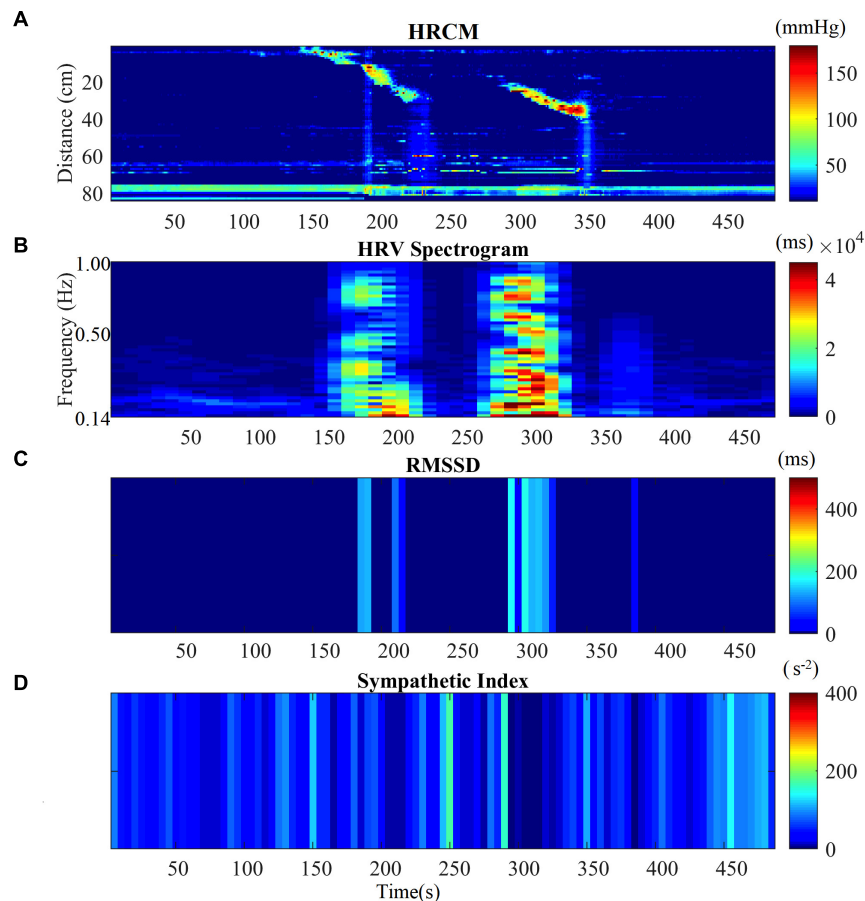 A
HRCM
(mmHg)
Distance (cm)
20
40
60
80
50 100 150 200 250 300 350 400 450
150
100
50
B
HRV Spectrogram
(ms) ×10⁴
Frequency (Hz)
1.00
0.50
0.14
50 100 150 200 250 300 350 400 450
4
2
0
C
RMSSD
(ms)
50 100 150 200 250 300 350 400 450
400
200
0
D
Sympathetic Index
( s⁻²)
50 100 150 200 250 300 350 400 450
Time(s)
400
300
200
100
0